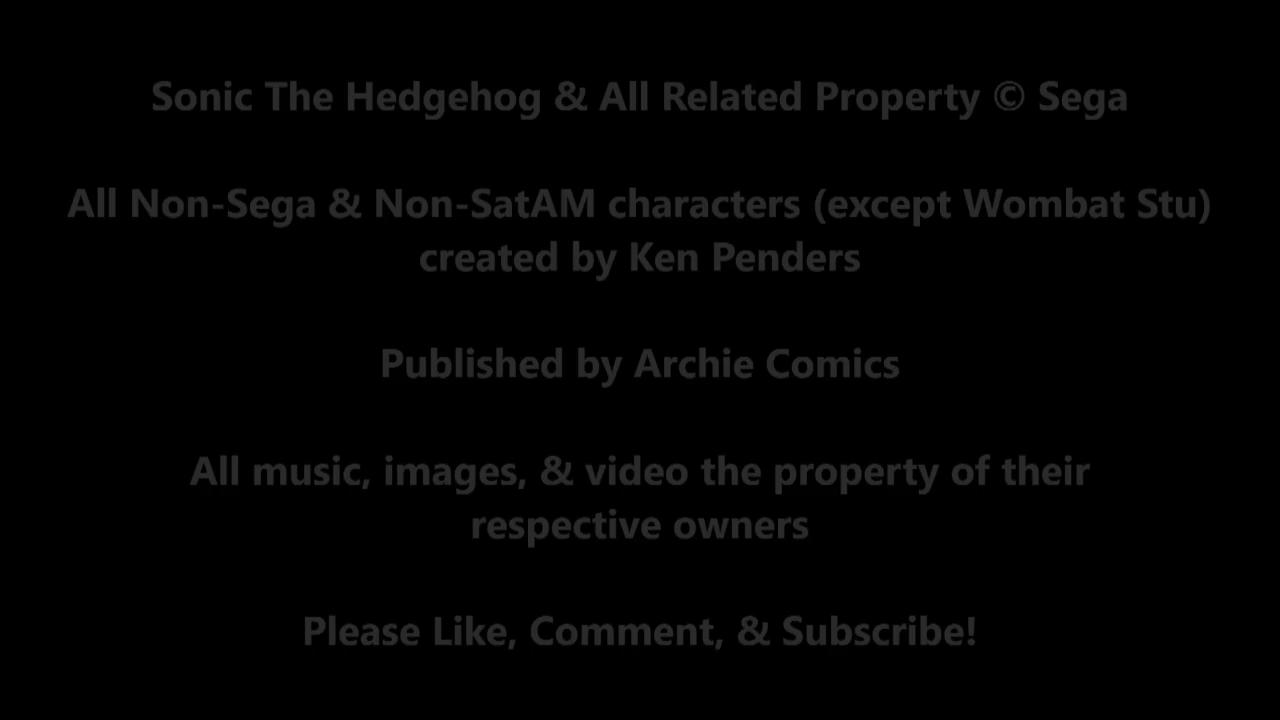 Sonic The Hedgehog & All Related Property © Sega
All Non-Sega & Non-SatAM characters (except Wombat Stu)
created by Ken Penders
Published by Archie Comics
All music, images, & video the property of their
respective owners
Please Like, Comment, & Subscribe!